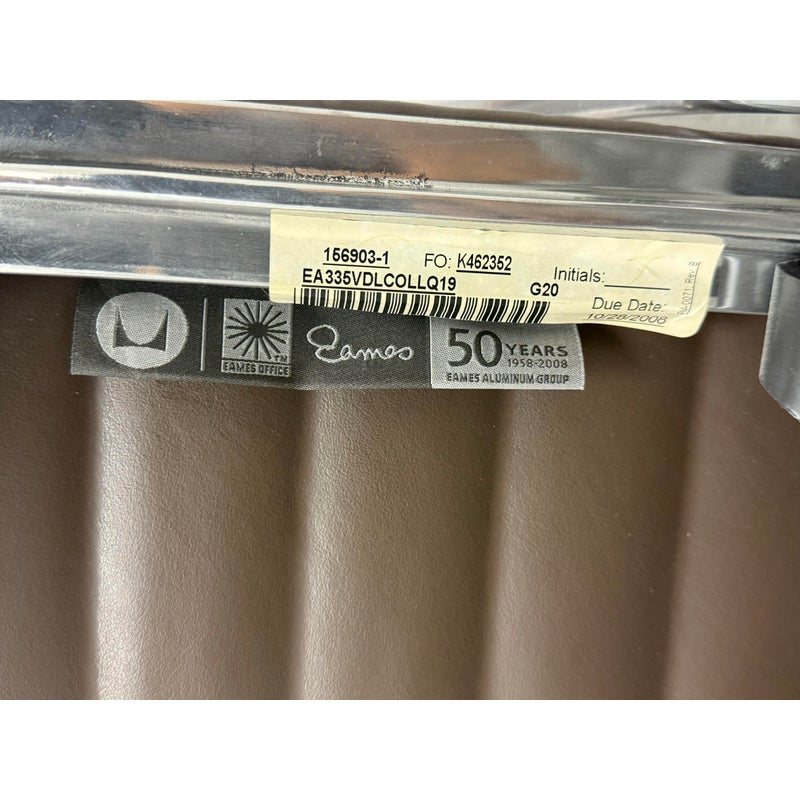 156903-1 FO: K462352 Initials:
EA335VDLCOLLQ19 G20
Due Date:
10/28/2008
EAMES OFFICE TM
Eames
50 YEARS
1958-2008
EAMES ALUMINUM GROUP